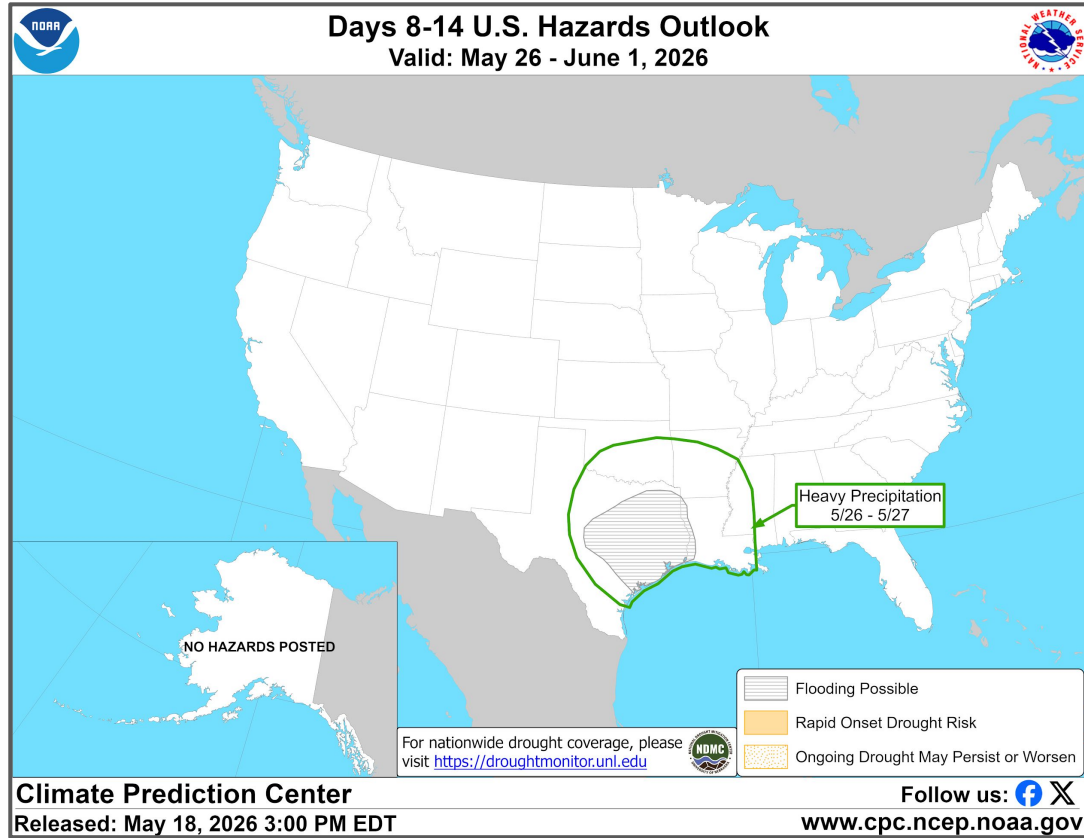 NOAA
Days 8-14 U.S. Hazards Outlook
Valid: May 26 - June 1, 2026
NATIONAL WEATHER SERVICE
Heavy Precipitation
5/26 - 5/27
NO HAZARDS POSTED
Flooding Possible
Rapid Onset Drought Risk
Ongoing Drought May Persist or Worsen
For nationwide drought coverage, please
visit https://droughtmonitor.unl.edu
NDMC
Climate Prediction Center
Follow us:
Released: May 18, 2026 3:00 PM EDT
www.cpc.ncep.noaa.gov